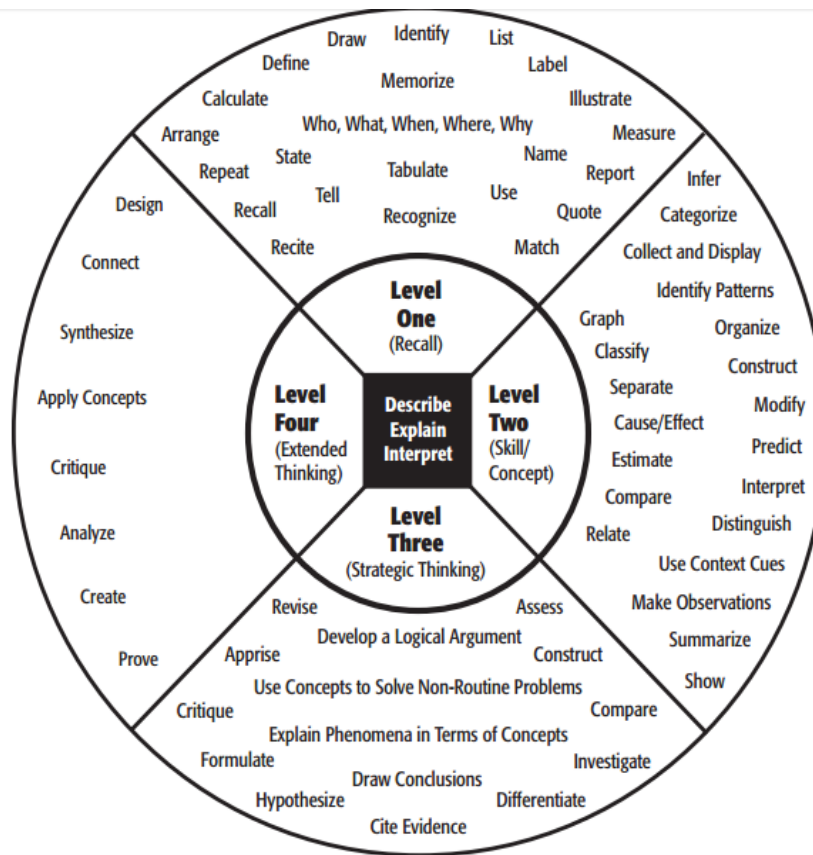 Draw Identify List
Define Memorize Label
Calculate Illustrate
Arrange Who, What, When, Where, Why Measure
Repeat State Tabulate Name Report
Recall Tell Recognize Use Quote
Recite Match
Level
One
(Recall)
Describe
Explain
Interpret
Level
Two
(Skill/
Concept)
Infer
Categorize
Collect and Display
Identify Patterns
Graph Organize
Classify Construct
Separate Modify
Cause/Effect Predict
Estimate Interpret
Compare Distinguish
Relate
Use Context Cues
Make Observations
Summarize
Show
Level
Three
(Strategic Thinking)
Revise Assess
Develop a Logical Argument
Apprise Construct
Use Concepts to Solve Non-Routine Problems
Critique Compare
Explain Phenomena in Terms of Concepts
Formulate Investigate
Draw Conclusions
Hypothesize Differentiate
Cite Evidence
Level
Four
(Extended
Thinking)
Design
Connect
Synthesize
Apply Concepts
Critique
Analyze
Create
Prove